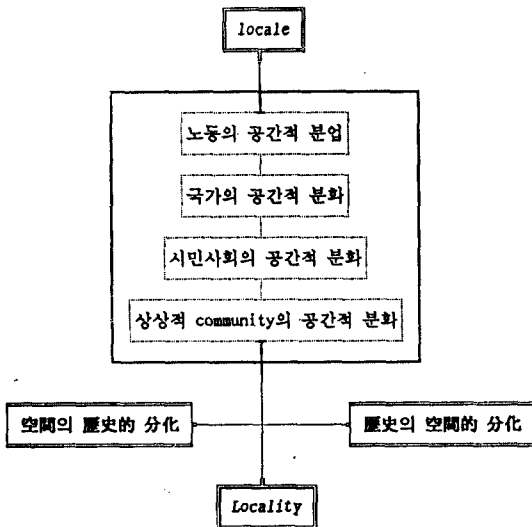 locale
노동의 공간적 분업
국가의 공간적 분화
시민사회의 공간적 분화
상상적 community의 공간적 분화
空間의 歷史的 分化
歷史의 空間的 分化
Locality